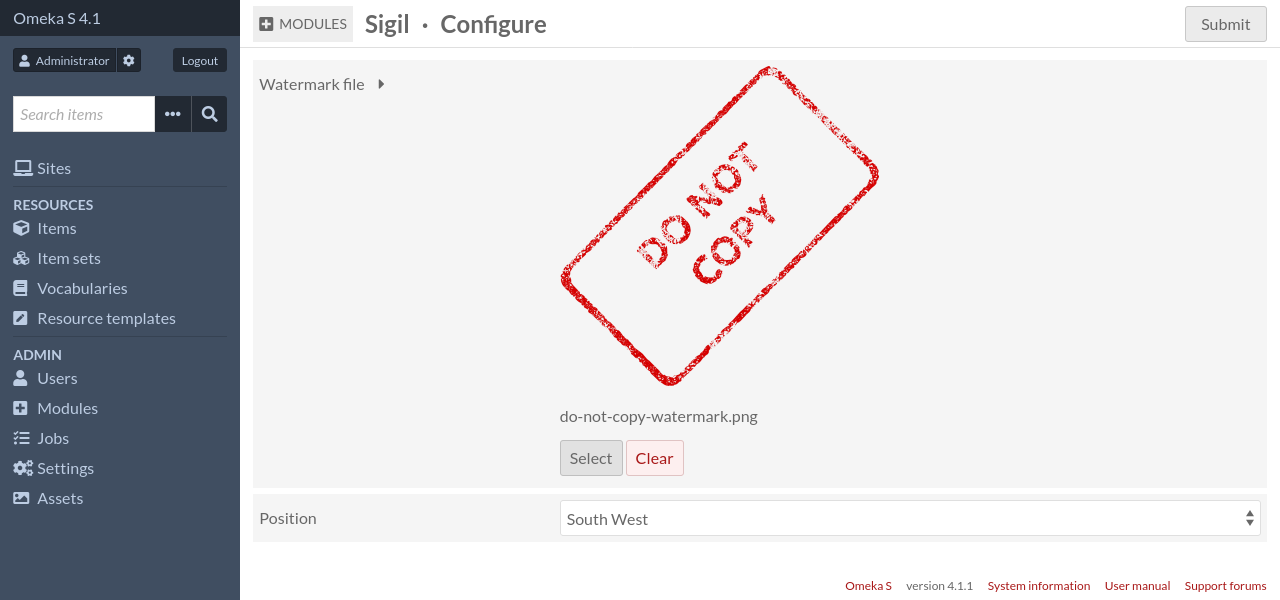 Omeka S 4.1
Administrator
Logout
Search items
Sites
RESOURCES
Items
Item sets
Vocabularies
Resource templates
ADMIN
Users
Modules
Jobs
Settings
Assets
MODULES Sigil · Configure
Submit
Watermark file
DO NOT
COPY
do-not-copy-watermark.png
Select Clear
Position South West
Omeka S version 4.1.1 System information User manual Support forums